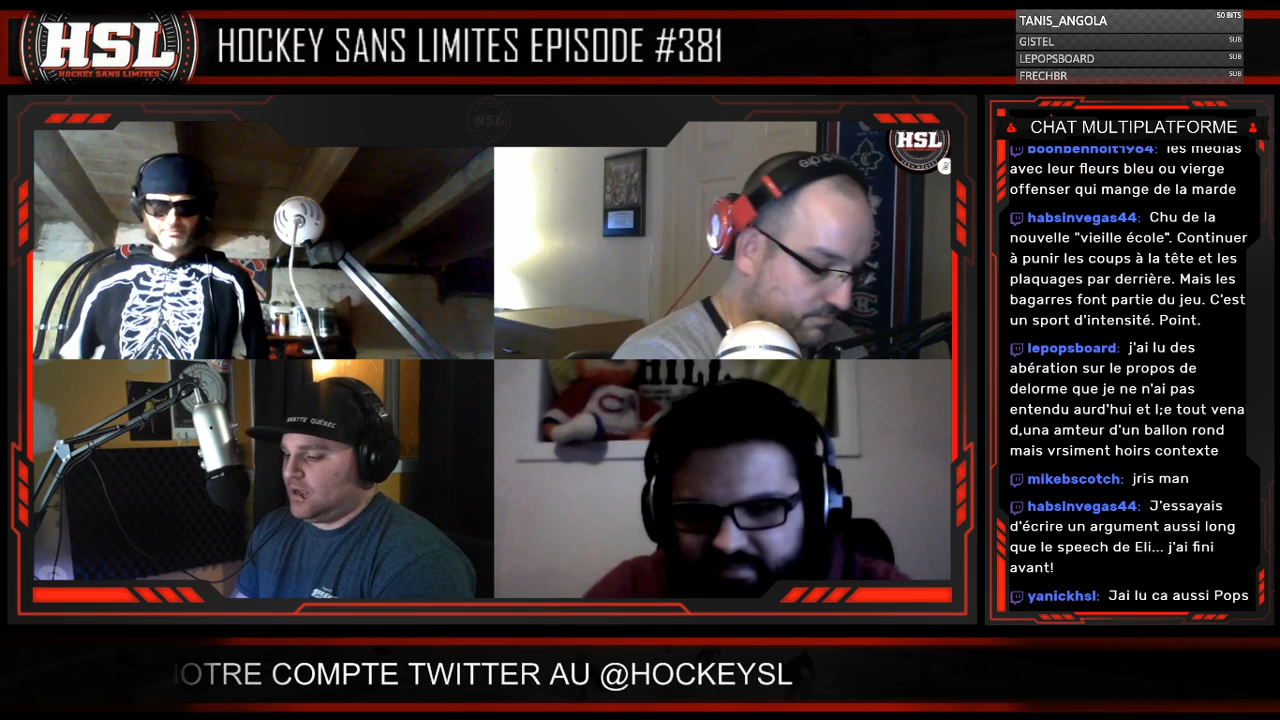 HSL
HOCKEY SANS LIMITES
HOCKEY SANS LIMITES EPISODE #381
TANIS_ANGOLA 50 BITS
GISTEL SUB
LEPOPSBOARD SUB
FRECHBR SUB
HSL
HSL
CHAT MULTIPLATFORME
boonbennoit1964: les médias
avec leur fleurs bleu ou vierge
offenser qui mange de la marde
habsinvegas44: Chu de la
nouvelle "vieille école". Continuer
à punir les coups à la tête et les
plaquages par derrière. Mais les
bagarres font partie du jeu. C'est
un sport d'intensité. Point.
lepopsboard: j'ai lu des
abération sur le propos de
delorme que je ne n'ai pas
entendu aurd'hui et l;e tout vena
d,una amteur d'un ballon rond
mais vrsiment hoirs contexte
mikebscotch: jris man
habsinvegas44: J'essayais
d'écrire un argument aussi long
que le speech de Eli... j'ai fini
avant!
yanickhsl: Jai lu ca aussi Pops
QUÉBEC
OTRE COMPTE TWITTER AU @HOCKEYSL